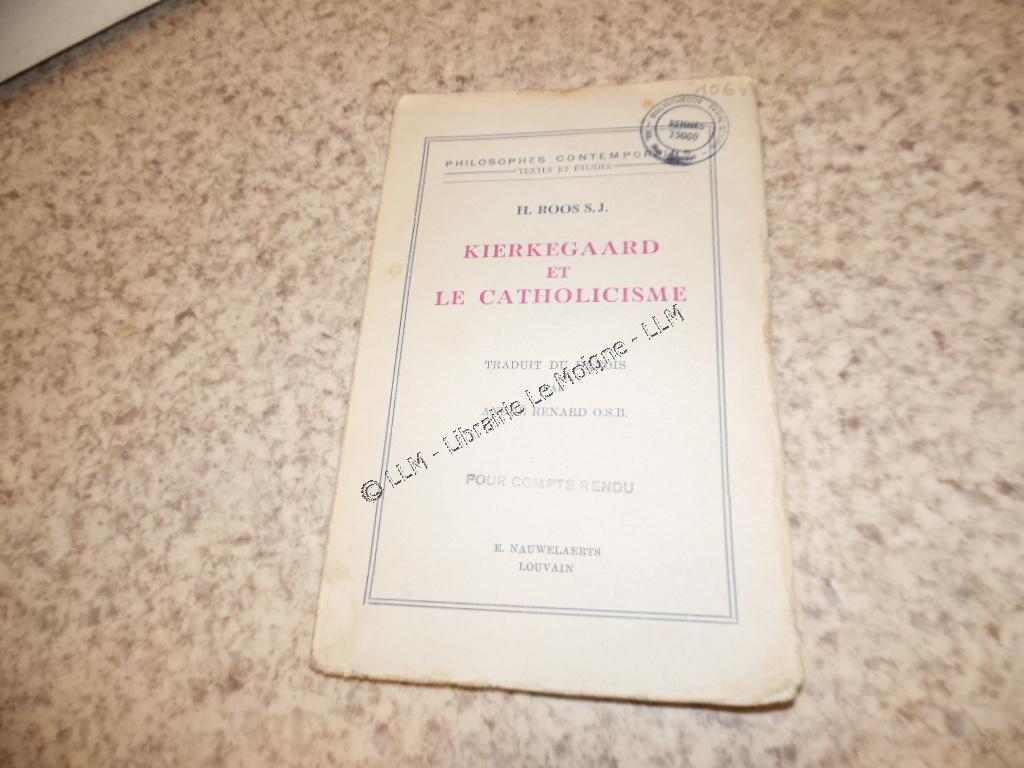 1064
BIBLIOTHÈQUE
RENNES
35000
PHILOSOPHES
TEXTES ET ÉTUDES
H. ROOS S.J.
KIERKEGAARD
ET
LE CATHOLICISME
TRADUIT DU
RENARD O.S.B.
© LLM - Librairie Le Moigne - LLM
POUR COMPTE RENDU
E. NAUWELAERTS
LOUVAIN